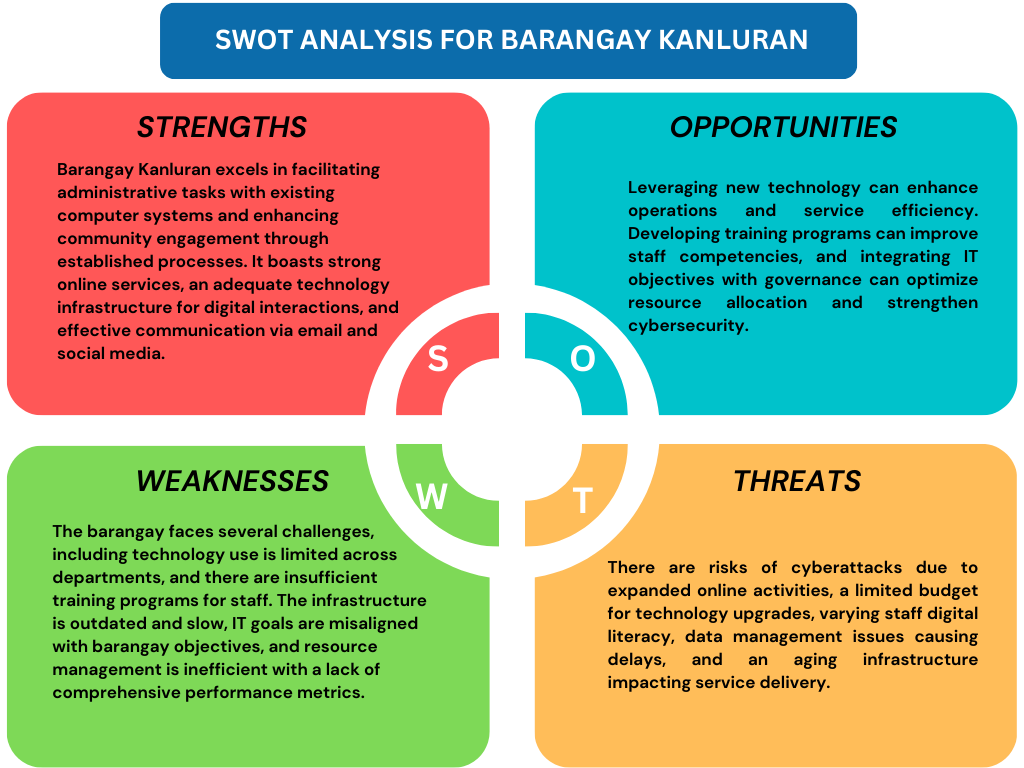 SWOT ANALYSIS FOR BARANGAY KANLURAN
STRENGTHS
Barangay Kanluran excels in facilitating
administrative tasks with existing
computer systems and enhancing
community engagement through
established processes. It boasts strong
online services, an adequate technology
infrastructure for digital interactions, and
effective communication via email and
social media.
OPPORTUNITIES
Leveraging new technology can enhance
operations and service efficiency.
Developing training programs can improve
staff competencies, and integrating IT
objectives with governance can optimize
resource allocation and strengthen
cybersecurity.
S
O
W
T
WEAKNESSES
The barangay faces several challenges,
including technology use is limited across
departments, and there are insufficient
training programs for staff. The infrastructure
is outdated and slow, IT goals are misaligned
with barangay objectives, and resource
management is inefficient with a lack of
comprehensive performance metrics.
THREATS
There are risks of cyberattacks due to
expanded online activities, a limited budget
for technology upgrades, varying staff digital
literacy, data management issues causing
delays, and an aging infrastructure
impacting service delivery.